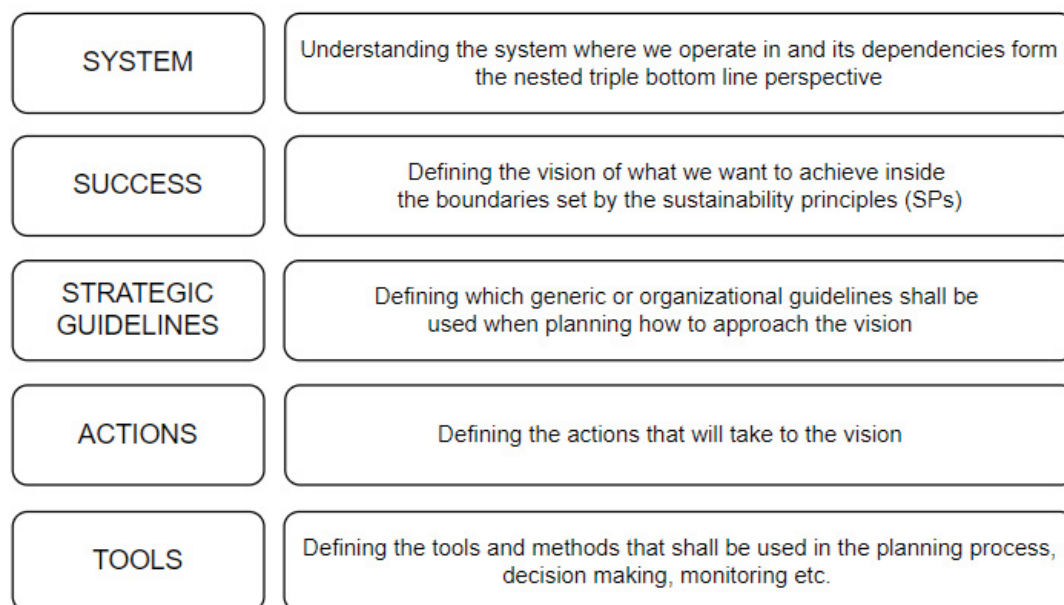 SYSTEM
Understanding the system where we operate in and its dependencies form
the nested triple bottom line perspective
SUCCESS
Defining the vision of what we want to achieve inside
the boundaries set by the sustainability principles (SPs)
STRATEGIC
GUIDELINES
Defining which generic or organizational guidelines shall be
used when planning how to approach the vision
ACTIONS
Defining the actions that will take to the vision
TOOLS
Defining the tools and methods that shall be used in the planning process,
decision making, monitoring etc.